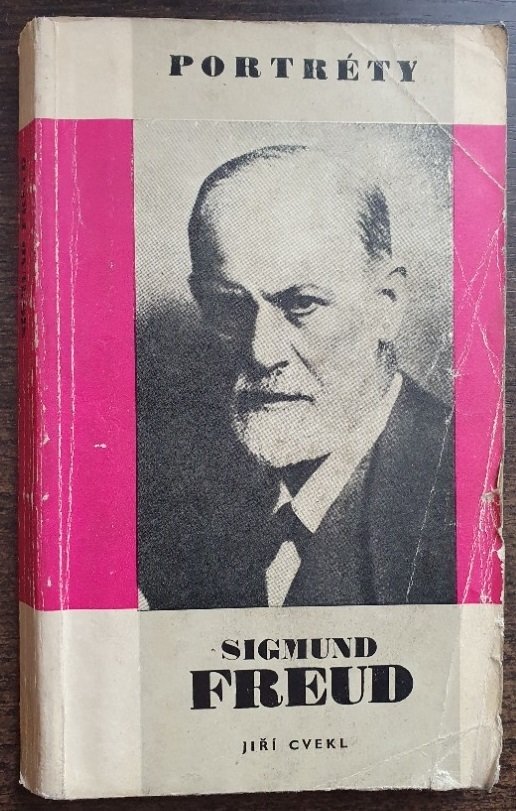 PORTRÉTY
SIGMUND
FREUD
JIŘÍ CVEKL